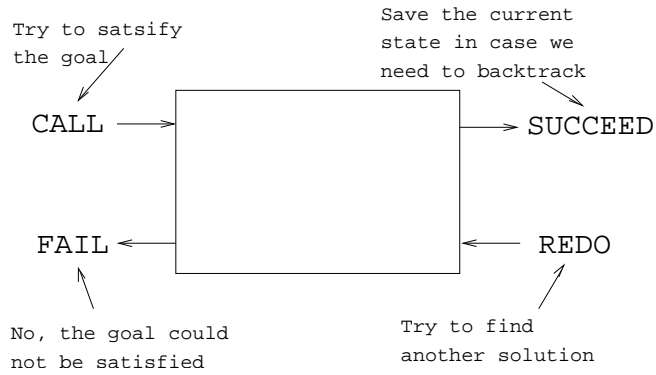 Try to satsify
the goal
Save the current
state in case we
need to backtrack
CALL
SUCCEED
FAIL
REDO
No, the goal could
not be satisfied
Try to find
another solution